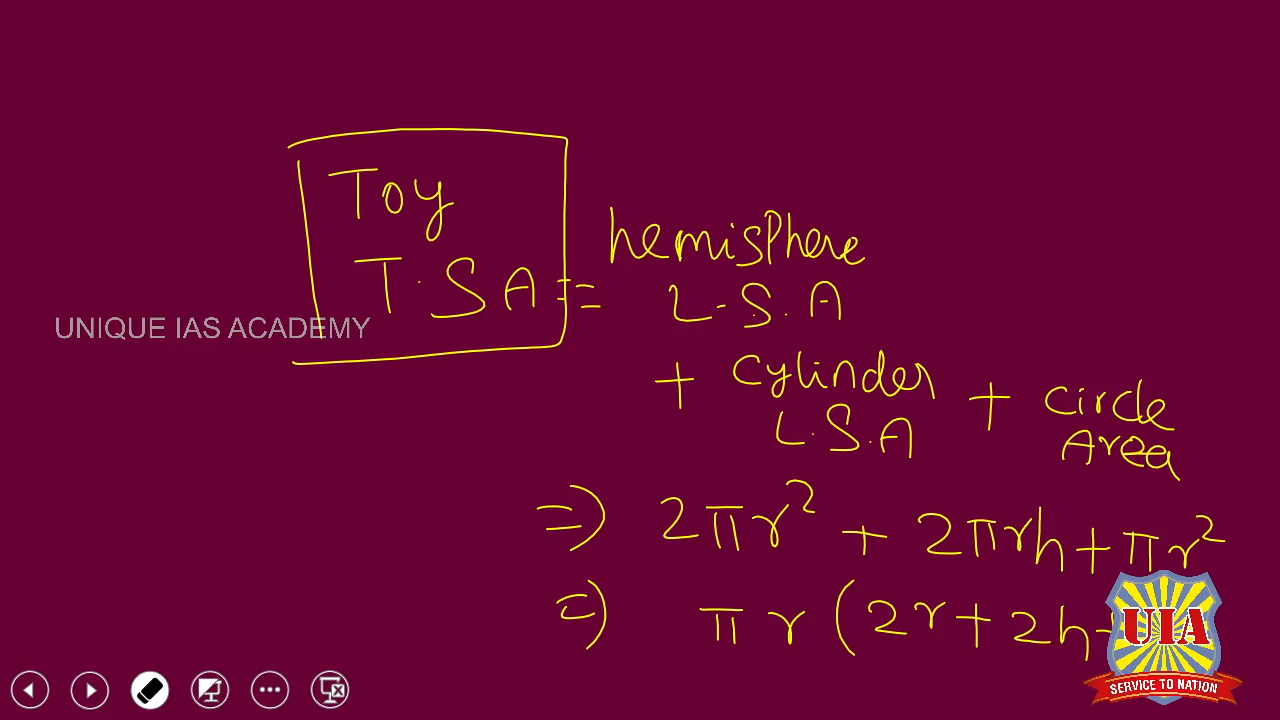 Toy
T.S A = hemisphere
L.S.A
UNIQUE IAS ACADEMY
+ Cylinder + Circle
L.S.A Area
=> 2πr² + 2πrh + πr²
=> πr (2r + 2h +
UIA
SERVICE TO NATION